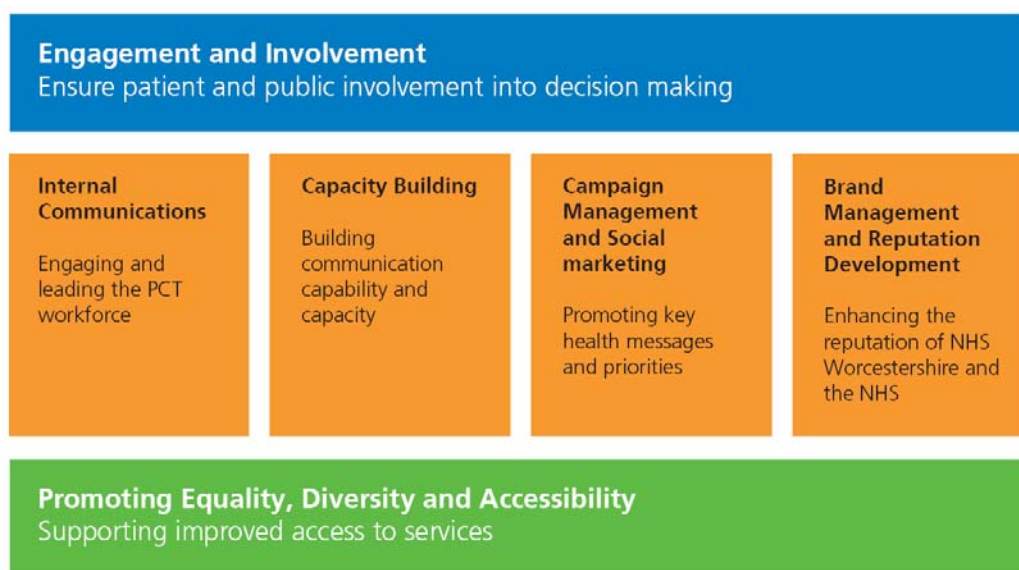 Engagement and Involvement
Ensure patient and public involvement into decision making
Internal
Communications
Engaging and
leading the PCT
workforce
Capacity Building
Building
communication
capability and
capacity
Campaign
Management
and Social
marketing
Promoting key
health messages
and priorities
Brand
Management
and Reputation
Development
Enhancing the
reputation of NHS
Worcestershire and
the NHS
Promoting Equality, Diversity and Accessibility
Supporting improved access to services